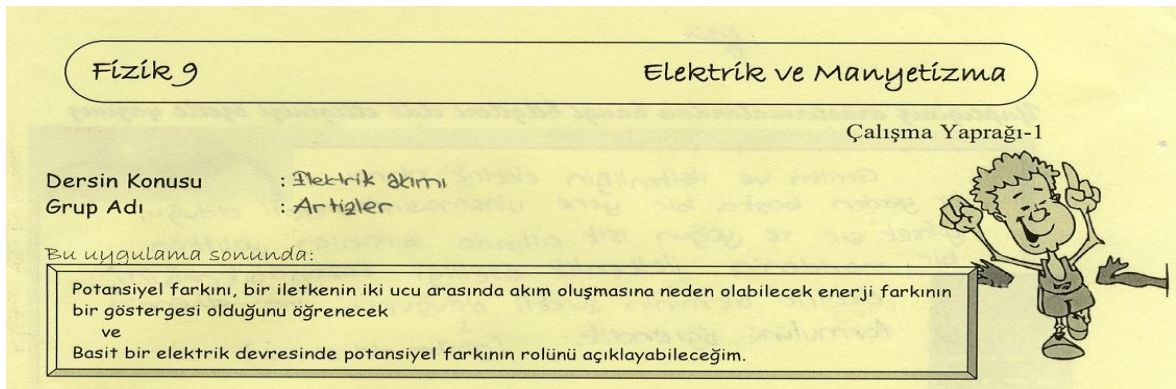 Fizik 9 Elektrik ve Manyetizma
Çalışma Yaprağı-1
Dersin Konusu : Elektrik akımı
Grup Adı : Artizler
Bu uygulama sonunda:
Potansiyel farkını, bir iletkenin iki ucu arasında akım oluşmasına neden olabilecek enerji farkının
bir göstergesi olduğunu öğrenecek
ve
Basit bir elektrik devresinde potansiyel farkının rolünü açıklayabileceğim.